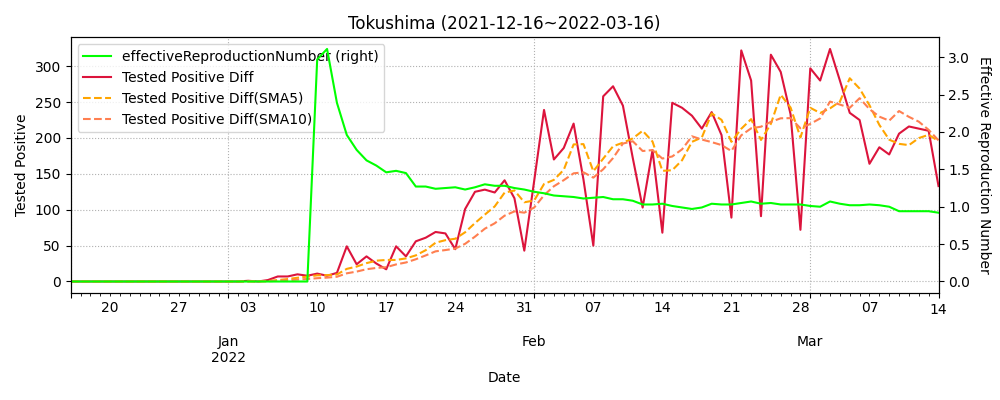 Tokushima (2021-12-16~2022-03-16)
effectiveReproductionNumber (right)
Tested Positive Diff
Tested Positive Diff(SMA5)
Tested Positive Diff(SMA10)
Tested Positive
300
250
200
150
100
50
0
3.0
2.5
2.0
1.5
1.0
0.5
0.0
Effective Reproduction Number
20 27 03 10 17 24 31 07 14 21 28 07 14
Jan Feb Mar
2022
Date